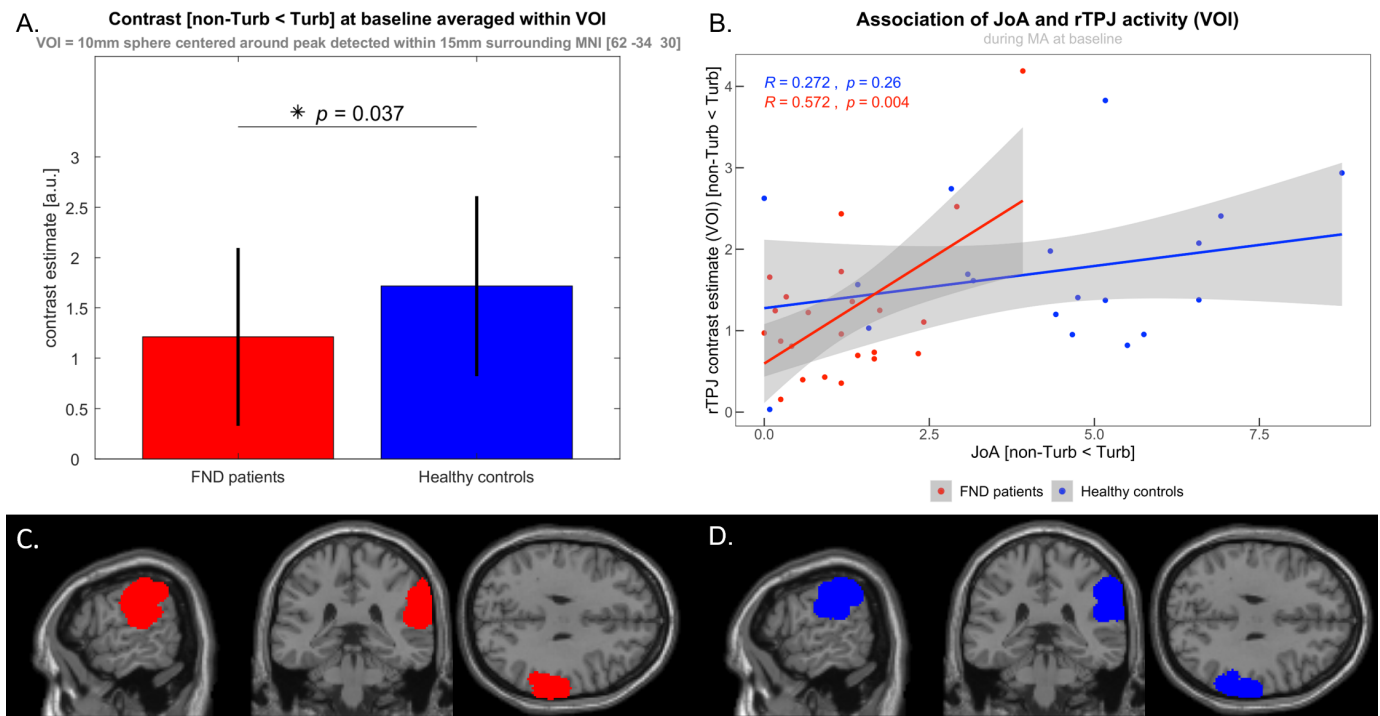 A.
Contrast [non-Turb < Turb] at baseline averaged within VOI
VOI = 10mm sphere centered around peak detected within 15mm surrounding MNI [62 -34 30]
contrast estimate [a.u.]
3
2.5
2
1.5
1
0.5
0
✳ p = 0.037
FND patients
Healthy controls
B.
Association of JoA and rTPJ activity (VOI)
during MA at baseline
R = 0.272 , p = 0.26
R = 0.572 , p = 0.004
rTPJ contrast estimate (VOI) [non-Turb < Turb]
4
3
2
1
0
0.0
2.5
5.0
7.5
JoA [non-Turb < Turb]
FND patients
Healthy controls
C.
D.